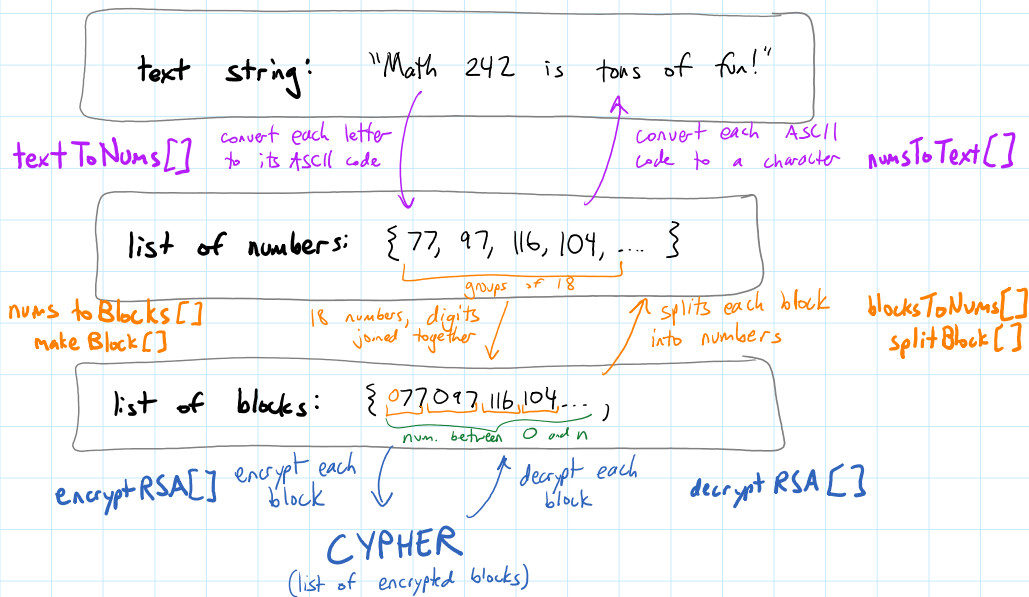 text string: "Math 242 is tons of fun!"
textToNums[]
convert each letter
to its ASCII code
convert each ASCII
code to a character
numsToText[]
list of numbers: { 77, 97, 116, 104, .... }
groups of 18
nums toBlocks[]
makeBlock[]
18 numbers, digits
joined together
splits each block
into numbers
blocksToNums[]
splitBlock[]
list of blocks: { 077097116104... ,
num. between 0 and n
encryptRSA[]
encrypt each
block
decrypt each
block
decryptRSA[]
CYPHER
(list of encrypted blocks)